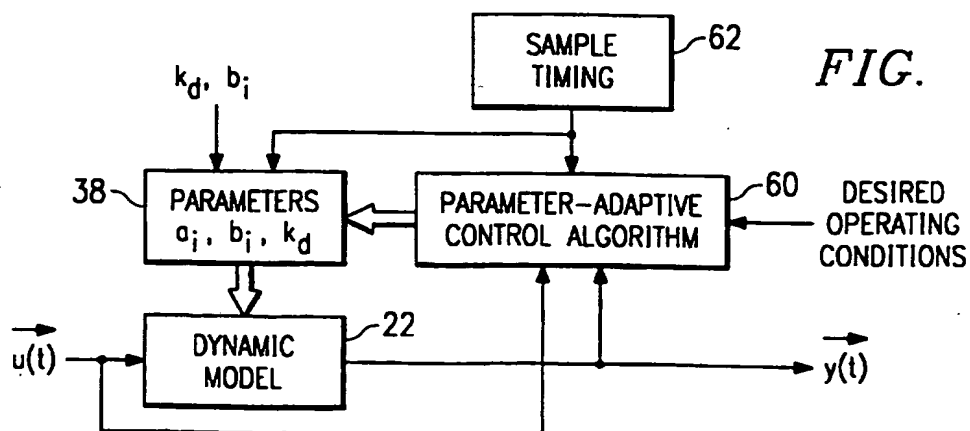 SAMPLE
TIMING
62
FIG.
k_d, b_i
38
PARAMETERS
a_i, b_i, k_d
PARAMETER-ADAPTIVE
CONTROL ALGORITHM
60
DESIRED
OPERATING
CONDITIONS
u(t)
DYNAMIC
MODEL
22
y(t)